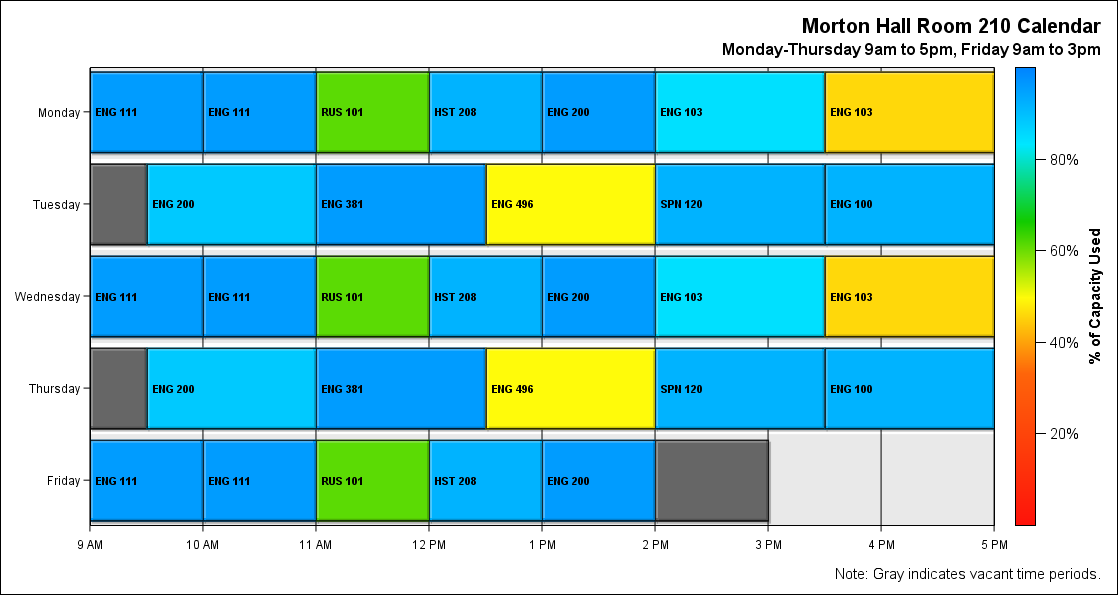 Morton Hall Room 210 Calendar
Monday-Thursday 9am to 5pm, Friday 9am to 3pm
Monday ENG 111 ENG 111 RUS 101 HST 208 ENG 200 ENG 103 ENG 103
Tuesday ENG 200 ENG 381 ENG 496 SPN 120 ENG 100
Wednesday ENG 111 ENG 111 RUS 101 HST 208 ENG 200 ENG 103 ENG 103
Thursday ENG 200 ENG 381 ENG 496 SPN 120 ENG 100
Friday ENG 111 ENG 111 RUS 101 HST 208 ENG 200
9 AM 10 AM 11 AM 12 PM 1 PM 2 PM 3 PM 4 PM 5 PM
80%
60%
40%
20%
% of Capacity Used
Note: Gray indicates vacant time periods.